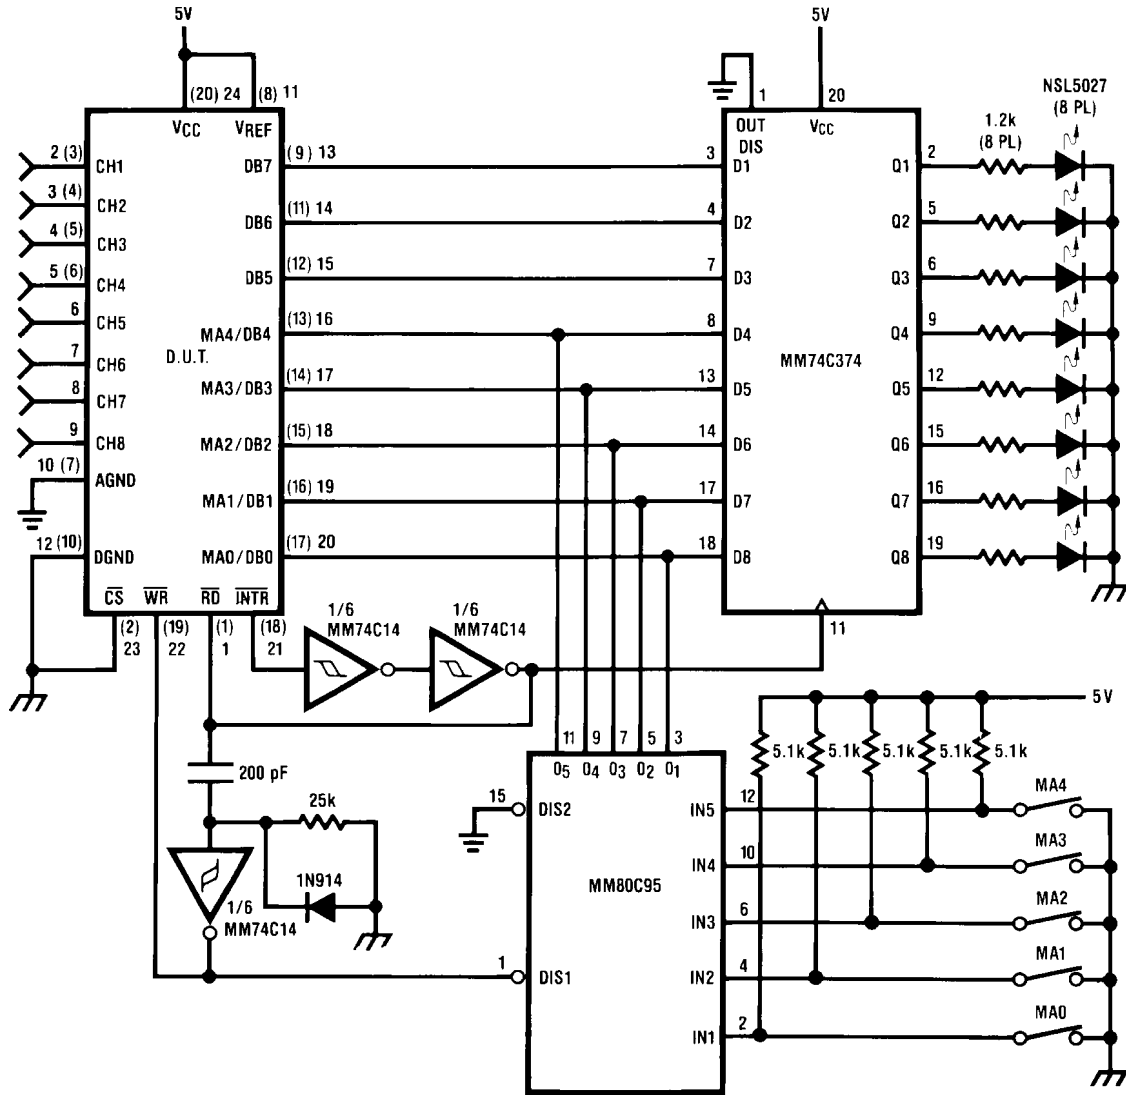 5V
5V
(20) 24
(8) 11
1
20
NSL5027
(8 PL)
1.2k
(8 PL)
VCC
VREF
OUT
DIS
VCC
2 (3)
CH1
DB7
(9) 13
3
D1
Q1
2
3 (4)
CH2
DB6
(11) 14
4
D2
Q2
5
4 (5)
CH3
DB5
(12) 15
7
D3
Q3
6
5 (6)
CH4
6
CH5
MA4/DB4
(13) 16
8
D4
Q4
9
D.U.T.
MM74C374
7
CH6
MA3/DB3
(14) 17
13
D5
Q5
12
8
CH7
9
CH8
MA2/DB2
(15) 18
14
D6
Q6
15
10 (7)
AGND
MA1/DB1
(16) 19
17
D7
Q7
16
12 (10)
DGND
MA0/DB0
(17) 20
18
D8
Q8
19
CS
WR
RD
INTR
(2)
23
(19)
22
(1)
1
(18)
21
1/6
MM74C14
1/6
MM74C14
11
5V
200 pF
25k
1N914
1/6
MM74C14
11
9
7
5
3
O5
O4
O3
O2
O1
5.1k
5.1k
5.1k
5.1k
5.1k
15
DIS2
IN5
12
MA4
MM80C95
IN4
10
MA3
IN3
6
MA2
1
DIS1
IN2
4
MA1
IN1
2
MA0